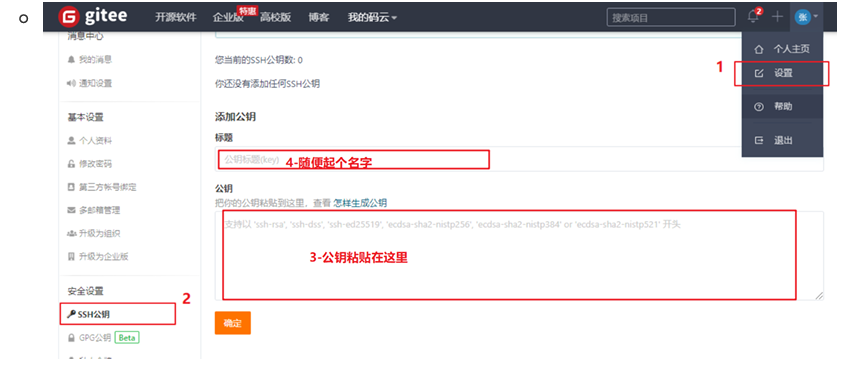 gitee 开源软件 企业版 特惠 高校版 博客 我的码云 搜索项目 2 张
消息中心
我的消息
通知设置
基本设置
个人资料
修改密码
第三方帐号绑定
多邮箱管理
升级为组织
升级为企业版
安全设置
2
SSH公钥
GPG公钥 Beta
您当前的SSH公钥数: 0
你还没有添加任何SSH公钥
添加公钥
标题
公钥标题(key)
4-随便起个名字
公钥
把你的公钥粘贴到这里，查看 怎样生成公钥
支持以 'ssh-rsa', 'ssh-dss', 'ssh-ed25519', 'ecdsa-sha2-nistp256', 'ecdsa-sha2-nistp384' or 'ecdsa-sha2-nistp521' 开头
3-公钥粘贴在这里
确定
个人主页
1
设置
帮助
退出